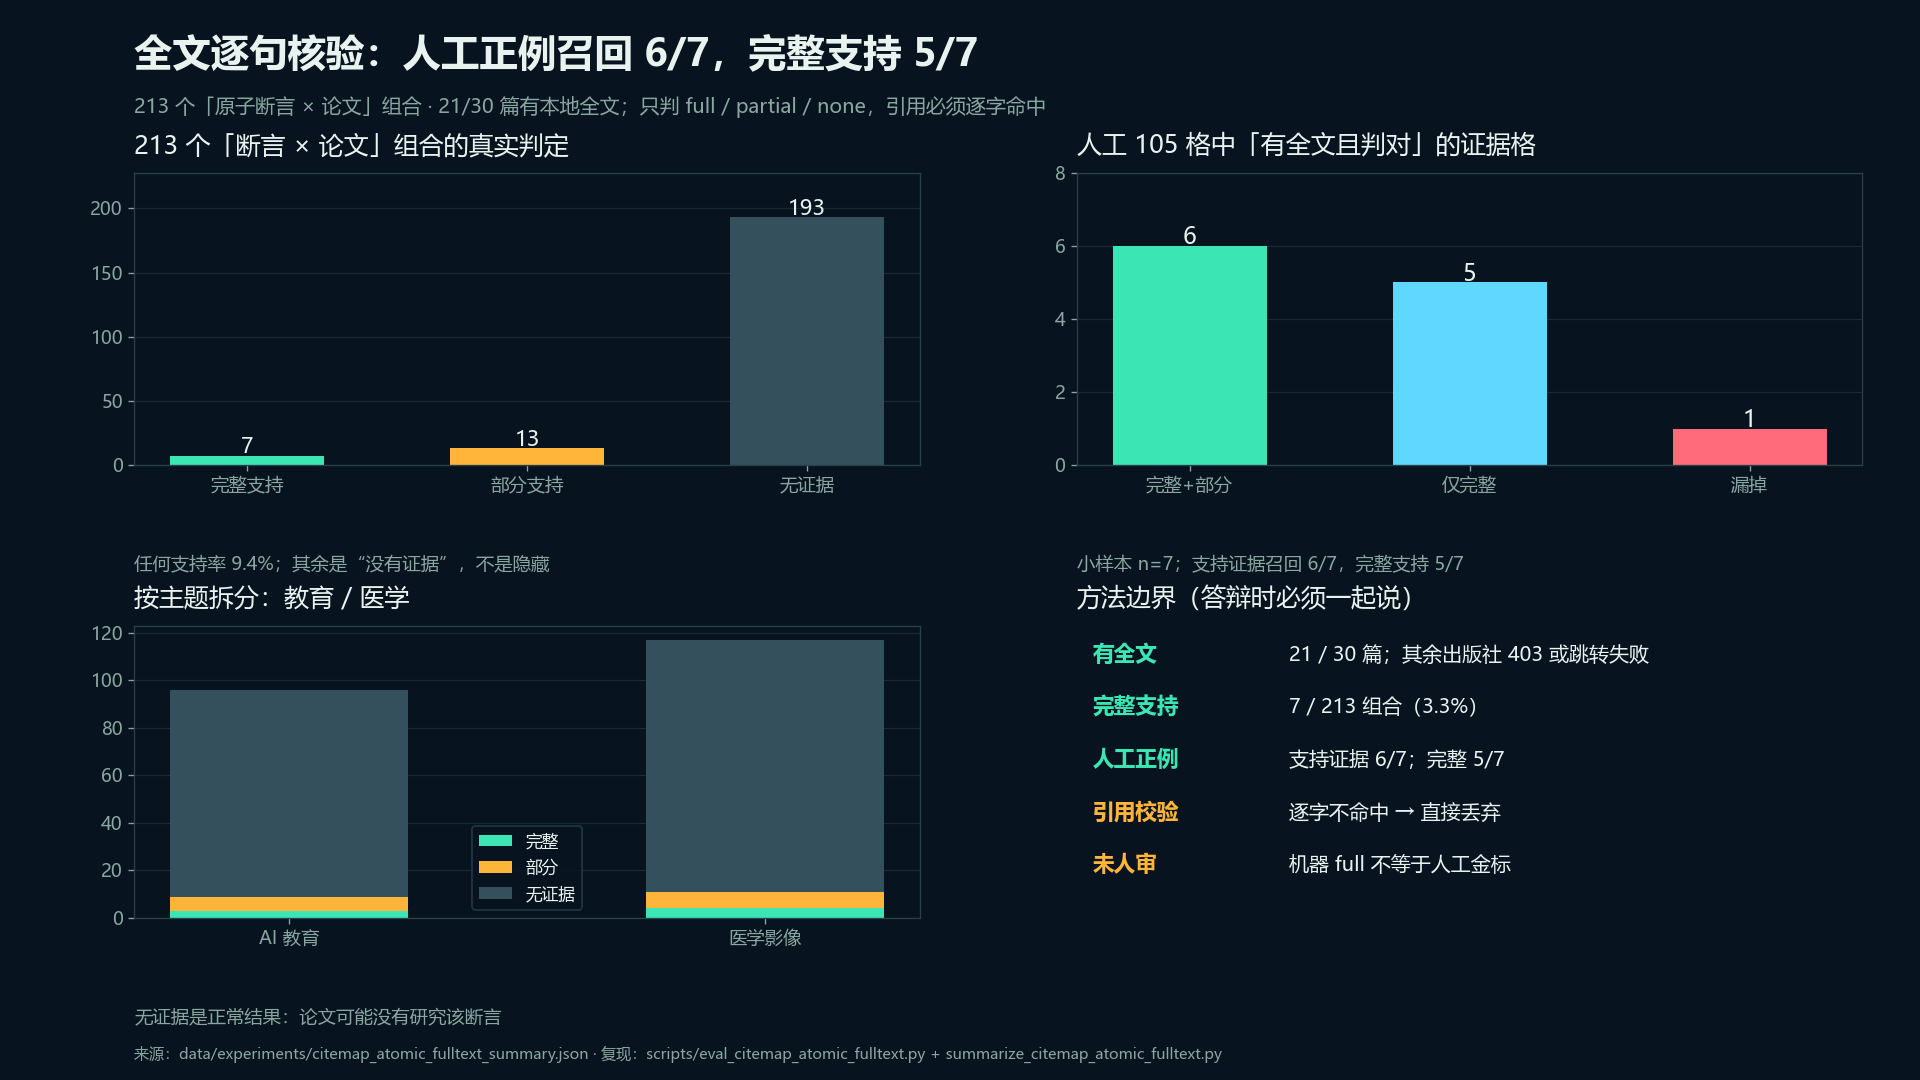 全文逐句核验：人工正例召回 6/7，完整支持 5/7
213 个「原子断言 × 论文」组合 · 21/30 篇有本地全文；只判 full / partial / none，引用必须逐字命中
213 个「断言 × 论文」组合的真实判定
200
150
100
50
0
7
13
193
完整支持
部分支持
无证据
任何支持率 9.4%；其余是“没有证据”，不是隐藏
人工 105 格中「有全文且判对」的证据格
8
6
4
2
0
6
5
1
完整+部分
仅完整
漏掉
小样本 n=7；支持证据召回 6/7，完整支持 5/7
按主题拆分：教育 / 医学
120
100
80
60
40
20
0
完整
部分
无证据
AI 教育
医学影像
无证据是正常结果：论文可能没有研究该断言
方法边界（答辩时必须一起说）
有全文 21 / 30 篇；其余出版社 403 或跳转失败
完整支持 7 / 213 组合（3.3%）
人工正例 支持证据 6/7；完整 5/7
引用校验 逐字不命中 → 直接丢弃
未人审 机器 full 不等于人工金标
来源：data/experiments/citemap_atomic_fulltext_summary.json · 复现：scripts/eval_citemap_atomic_fulltext.py + summarize_citemap_atomic_fulltext.py